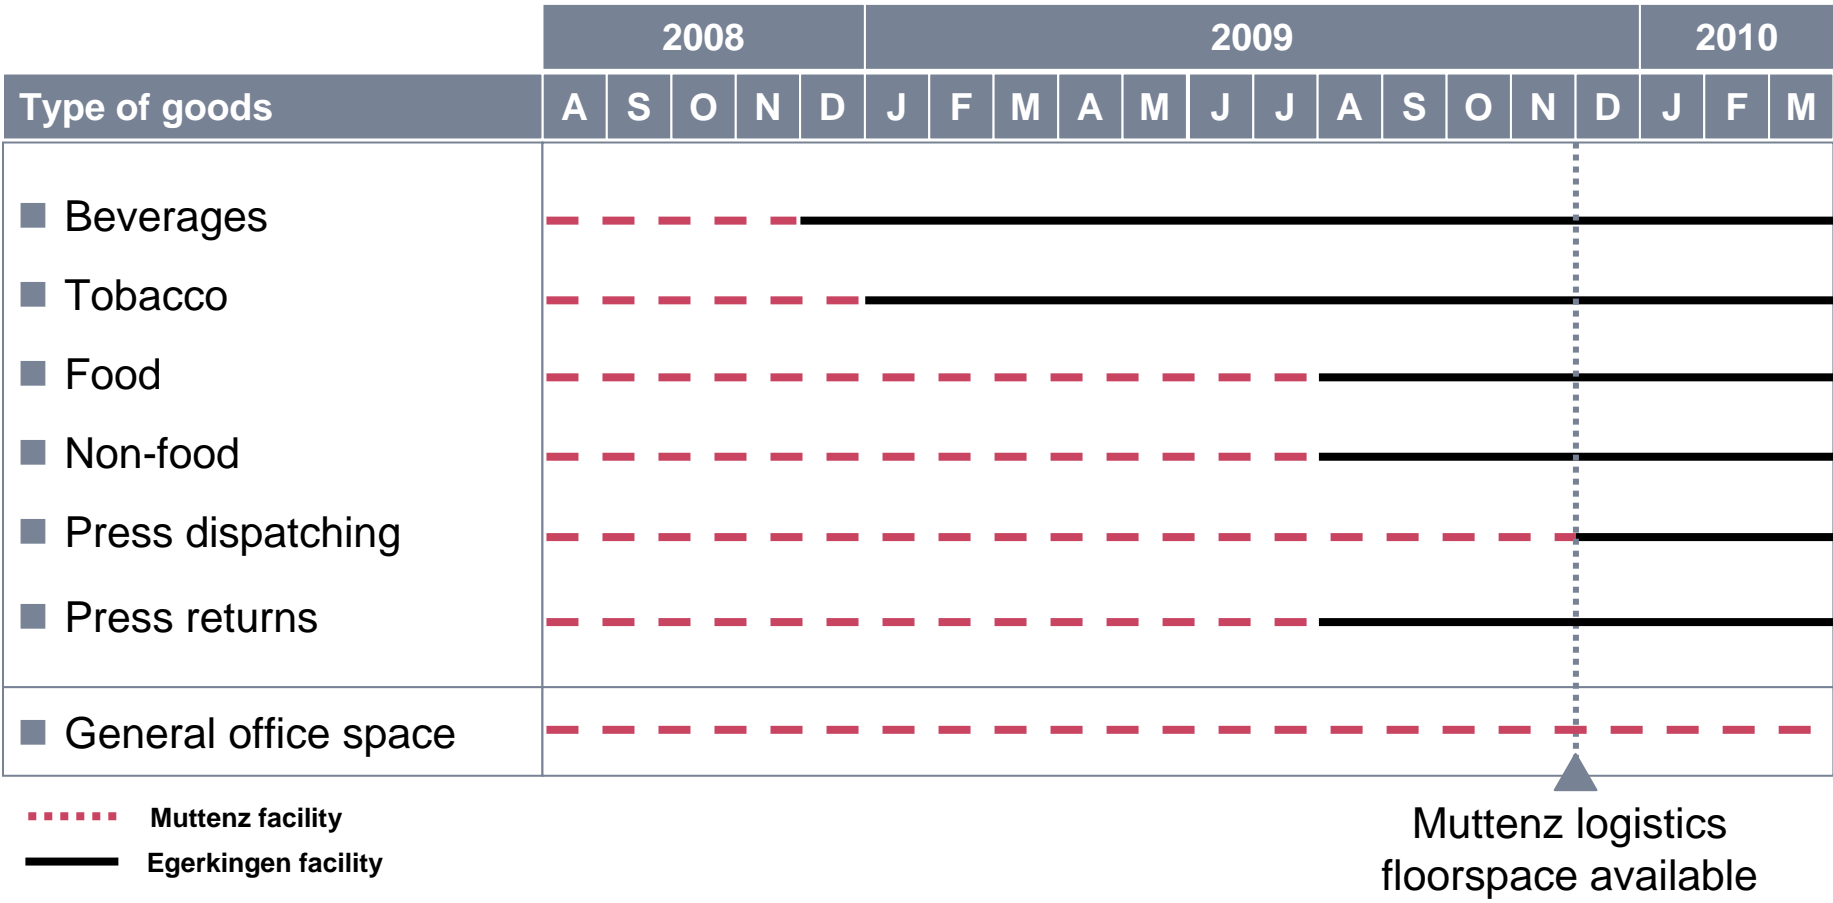 2008 2009 2010
Type of goods A S O N D J F M A M J J A S O N D J F M
Beverages
Tobacco
Food
Non-food
Press dispatching
Press returns
General office space
Muttenz facility
Egerkingen facility
Muttenz logistics
floorspace available